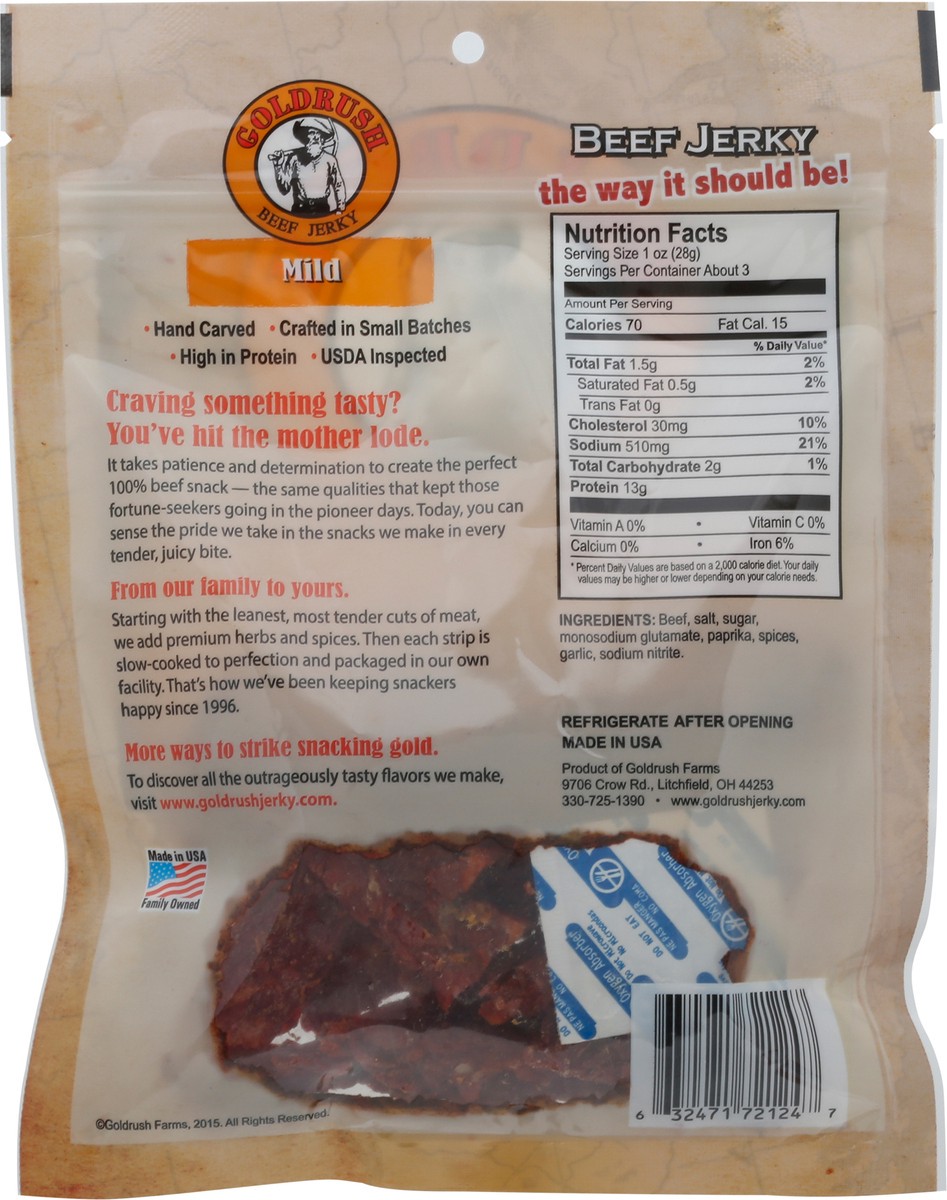 GOLDRUSH
BEEF JERKY
Mild
• Hand Carved • Crafted in Small Batches
• High in Protein • USDA Inspected
Craving something tasty?
You've hit the mother lode.
It takes patience and determination to create the perfect
100% beef snack — the same qualities that kept those
fortune-seekers going in the pioneer days. Today, you can
sense the pride we take in the snacks we make in every
tender, juicy bite.
From our family to yours.
Starting with the leanest, most tender cuts of meat,
we add premium herbs and spices. Then each strip is
slow-cooked to perfection and packaged in our own
facility. That's how we've been keeping snackers
happy since 1996.
More ways to strike snacking gold.
To discover all the outrageously tasty flavors we make,
visit www.goldrushjerky.com.
Made in USA
Family Owned
©Goldrush Farms, 2015. All Rights Reserved.
BEEF JERKY
the way it should be!
Nutrition Facts
Serving Size 1 oz (28g)
Servings Per Container About 3
Amount Per Serving
Calories 70 Fat Cal. 15
% Daily Value*
Total Fat 1.5g 2%
Saturated Fat 0.5g 2%
Trans Fat 0g
Cholesterol 30mg 10%
Sodium 510mg 21%
Total Carbohydrate 2g 1%
Protein 13g
Vitamin A 0% • Vitamin C 0%
Calcium 0% • Iron 6%
* Percent Daily Values are based on a 2,000 calorie diet. Your daily
values may be higher or lower depending on your calorie needs.
INGREDIENTS: Beef, salt, sugar,
monosodium glutamate, paprika, spices,
garlic, sodium nitrite.
REFRIGERATE AFTER OPENING
MADE IN USA
Product of Goldrush Farms
9706 Crow Rd., Litchfield, OH 44253
330-725-1390 • www.goldrushjerky.com
Oxygen Absorber
DO NOT EAT
Do Not Microwave
NE PAS MANGER
Oxygen Absorber
6 32471 72124 7